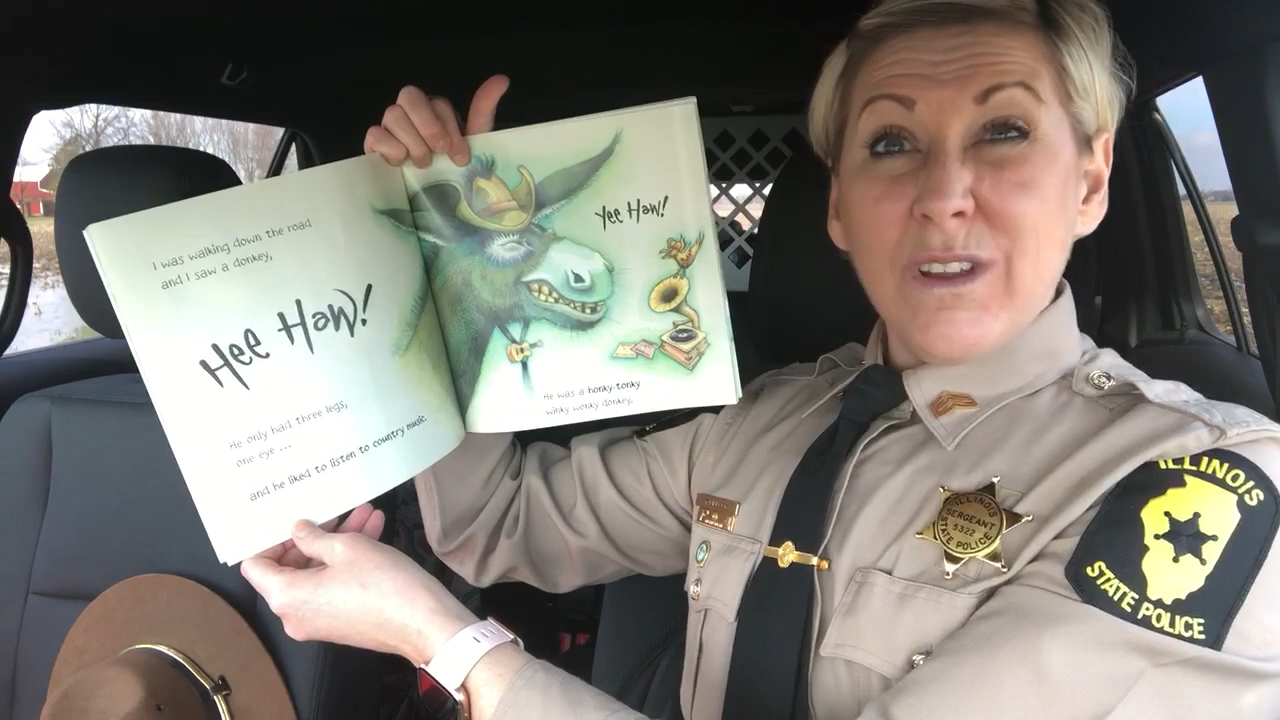 I was walking down the road
and I saw a donkey,
Hee Haw!
He only had three legs,
one eye ...
and he liked to listen to country music.
Yee Haw!
He was a honky-tonky
winky wonky donkey.
ILLINOIS
SERGEANT
5322
STATE POLICE
ILLINOIS
STATE POLICE